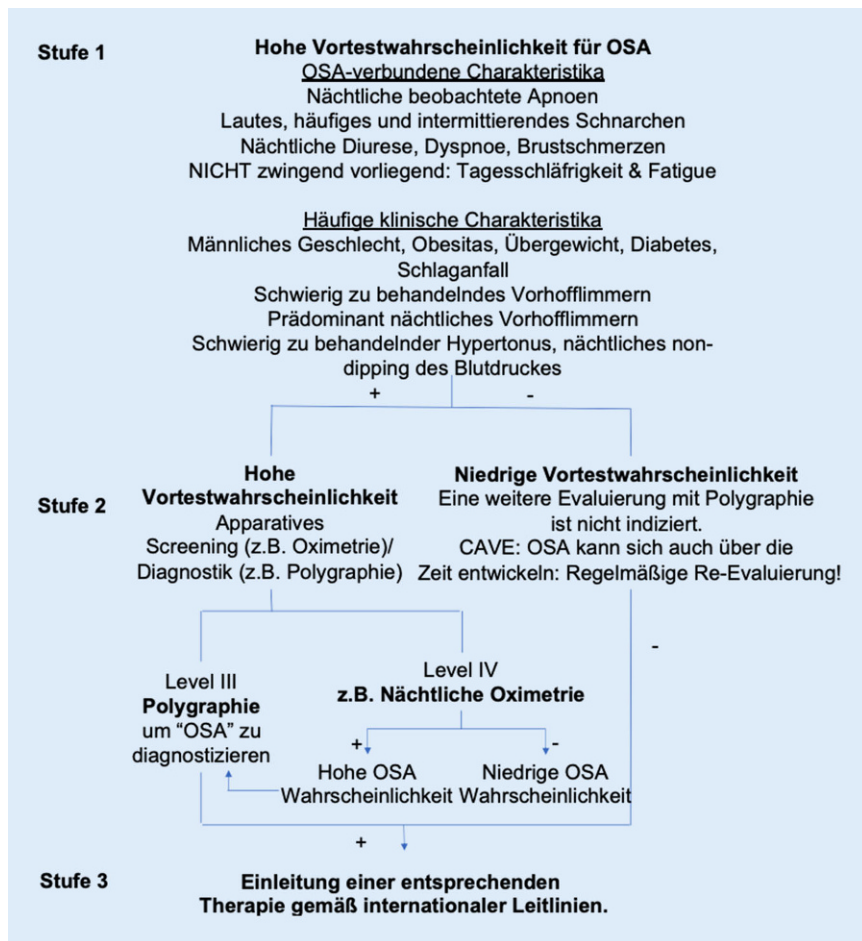 Stufe 1
Hohe Vortestwahrscheinlichkeit für OSA
OSA-verbundene Charakteristika
Nächtliche beobachtete Apnoen
Lautes, häufiges und intermittierendes Schnarchen
Nächtliche Diurese, Dyspnoe, Brustschmerzen
NICHT zwingend vorliegend: Tagesschläfrigkeit & Fatigue
Häufige klinische Charakteristika
Männliches Geschlecht, Obesitas, Übergewicht, Diabetes,
Schlaganfall
Schwierig zu behandelndes Vorhofflimmern
Prädominant nächtliches Vorhofflimmern
Schwierig zu behandelnder Hypertonus, nächtliches non-
dipping des Blutdruckes
+
-
Stufe 2
Hohe
Vortestwahrscheinlichkeit
Apparatives
Screening (z.B. Oximetrie)/
Diagnostik (z.B. Polygraphie)
Niedrige Vortestwahrscheinlichkeit
Eine weitere Evaluierung mit Polygraphie
ist nicht indiziert.
CAVE: OSA kann sich auch über die
Zeit entwickeln: Regelmäßige Re-Evaluierung!
-
Level III
Polygraphie
um “OSA” zu
diagnostizieren
Level IV
z.B. Nächtliche Oximetrie
+
-
Hohe OSA
Wahrscheinlichkeit
Niedrige OSA
Wahrscheinlichkeit
+
Stufe 3
Einleitung einer entsprechenden
Therapie gemäß internationaler Leitlinien.